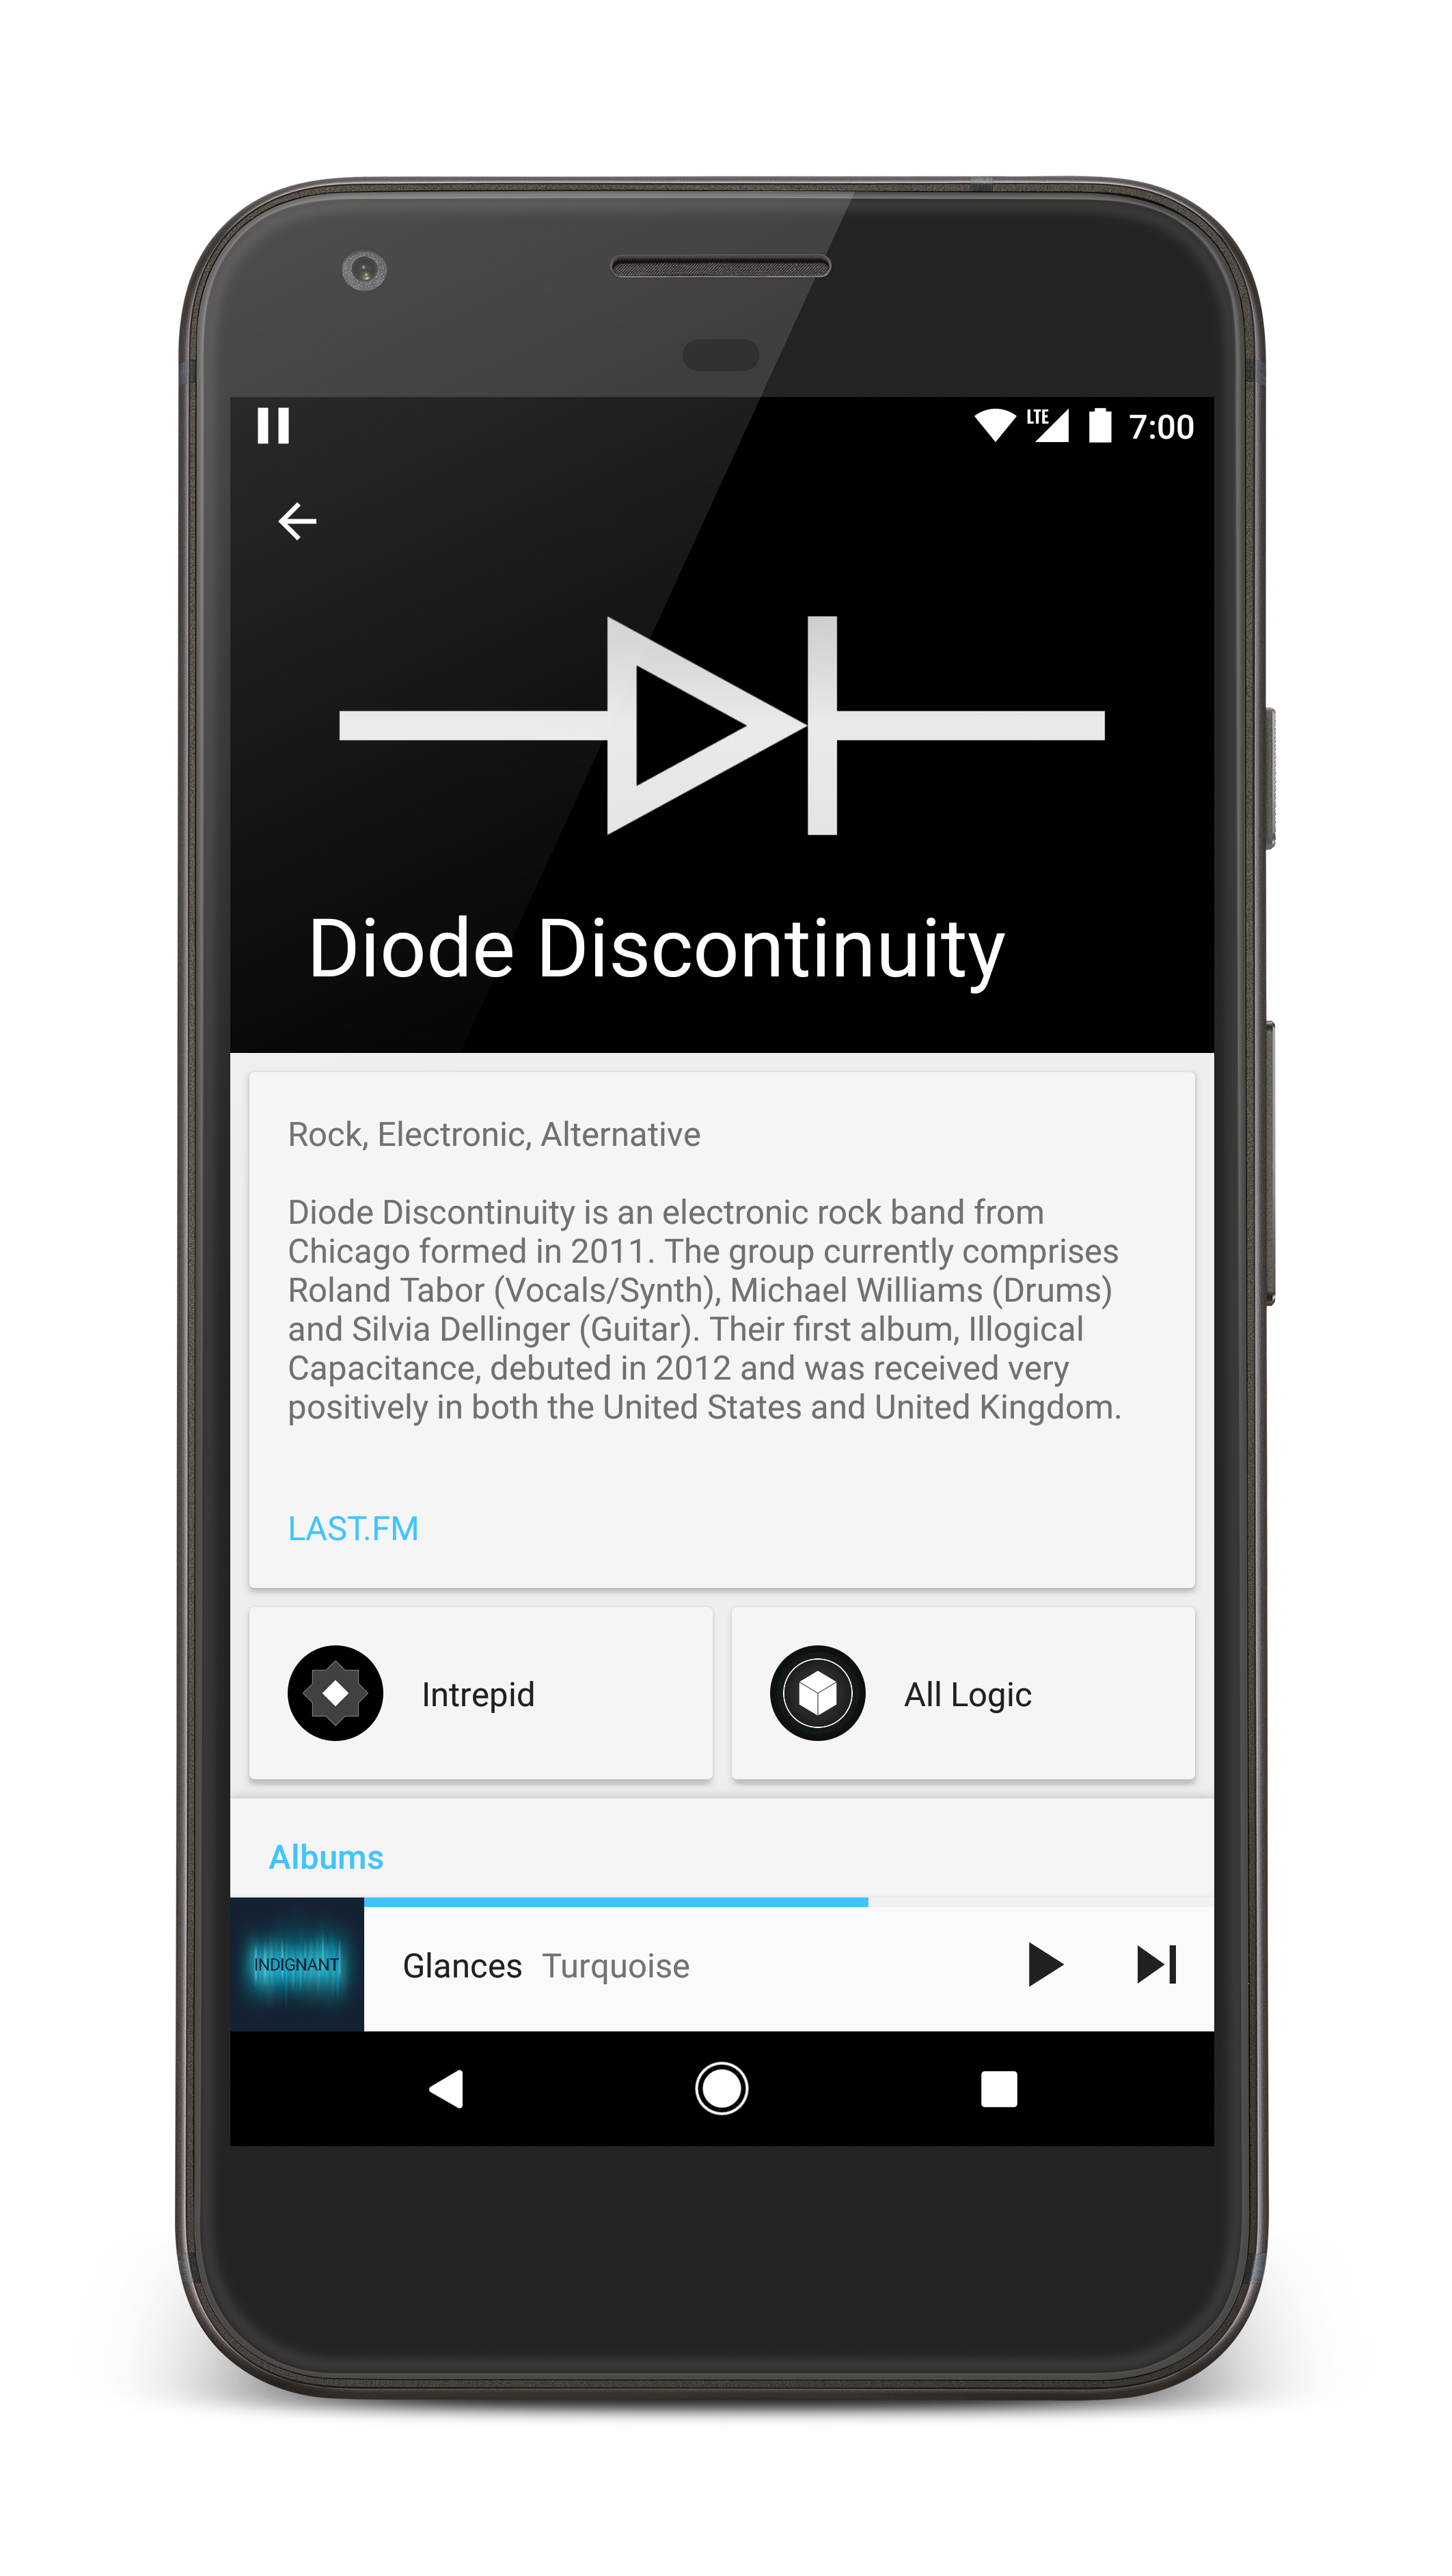 LTE 7:00
Diode Discontinuity
Rock, Electronic, Alternative
Diode Discontinuity is an electronic rock band from
Chicago formed in 2011. The group currently comprises
Roland Tabor (Vocals/Synth), Michael Williams (Drums)
and Silvia Dellinger (Guitar). Their first album, Illogical
Capacitance, debuted in 2012 and was received very
positively in both the United States and United Kingdom.
LAST.FM
Intrepid
All Logic
Albums
INDIGNANT
Glances Turquoise